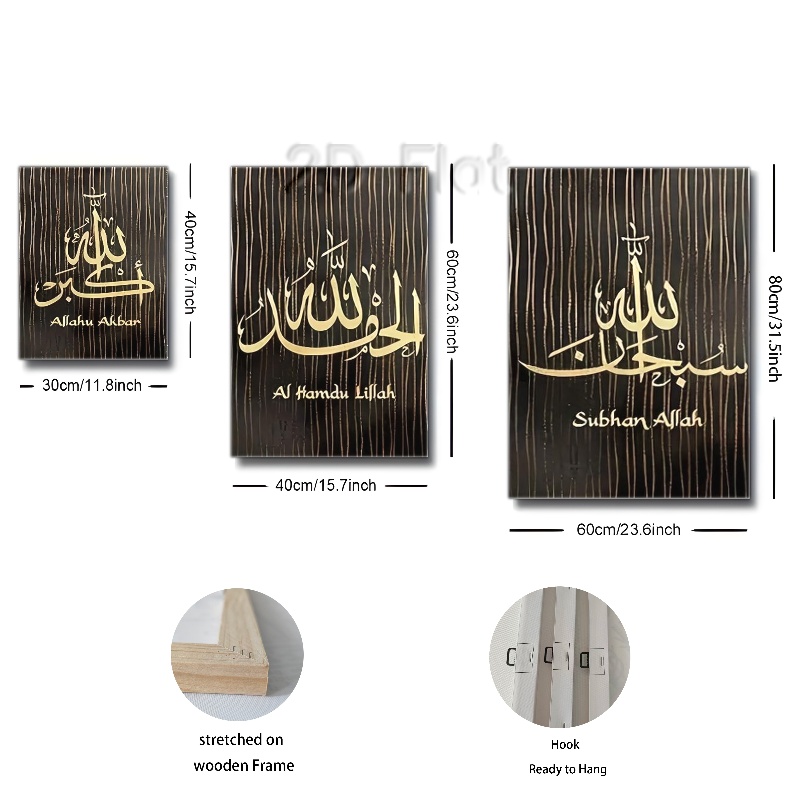 2D Flat
الله أكبر
Allahu Akbar
40cm/15.7inch
30cm/11.8inch
الحمد لله
Al Hamdu Lillah
60cm/23.6inch
40cm/15.7inch
سبحان الله
Subhan Allah
80cm/31.5inch
60cm/23.6inch
stretched on
wooden Frame
Hook
Ready to Hang